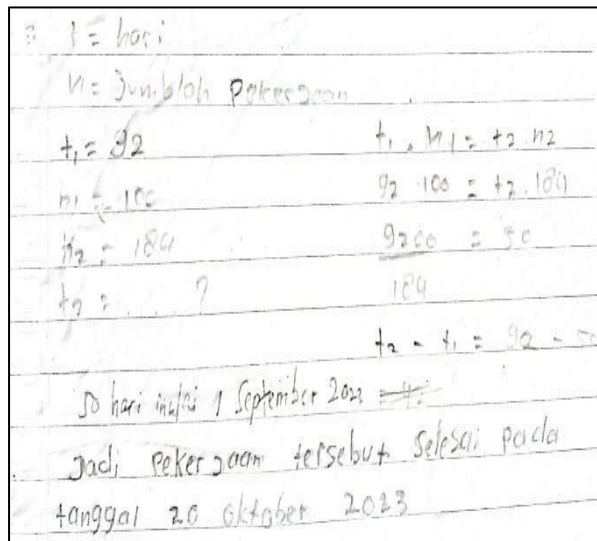 t = hari
n = Jumblah Pekerjaan
t₁ = 92
n₁ = 100
n₂ = 184
t₂ = ..... ?
t₁ . n₁ = t₂ . n2
92 . 100 = t₂ . 184
9200 = 50
184
t₂ - t₁ = 92 -
50 hari mulai 1 September 2023
Jadi Pekerjaan tersebut selesai pada
tanggal 20 oktober 2023